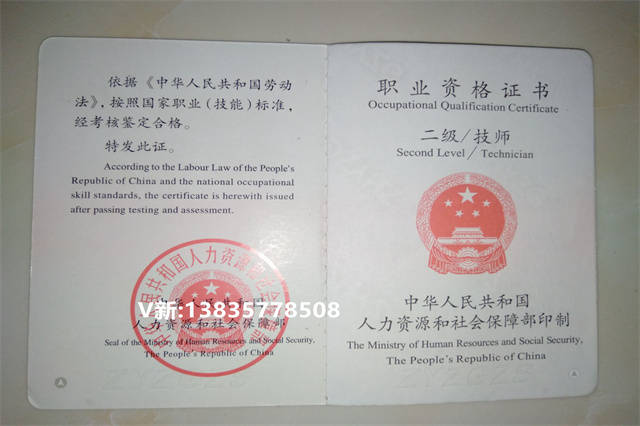 依据《中华人民共和国劳动
法》，按照国家职业（技能）标准，
经考核鉴定合格。
特发此证。
According to the Labour Law of the People's
Republic of China and the national occupational
skill standards, the certificate is herewith issued
after passing testing and assessment.
中华人民共和国
V新:13835778508
人力资源和社会保障部
Seal of the Ministry of Human Resources and Social Security,
The People's Republic of China
职业资格证书
Occupational Qualification Certificate
二级/技师
Second Level/Technician
中华人民共和国
人力资源和社会保障部印制
The Ministry of Human Resources and Social Security,
The People's Republic of China